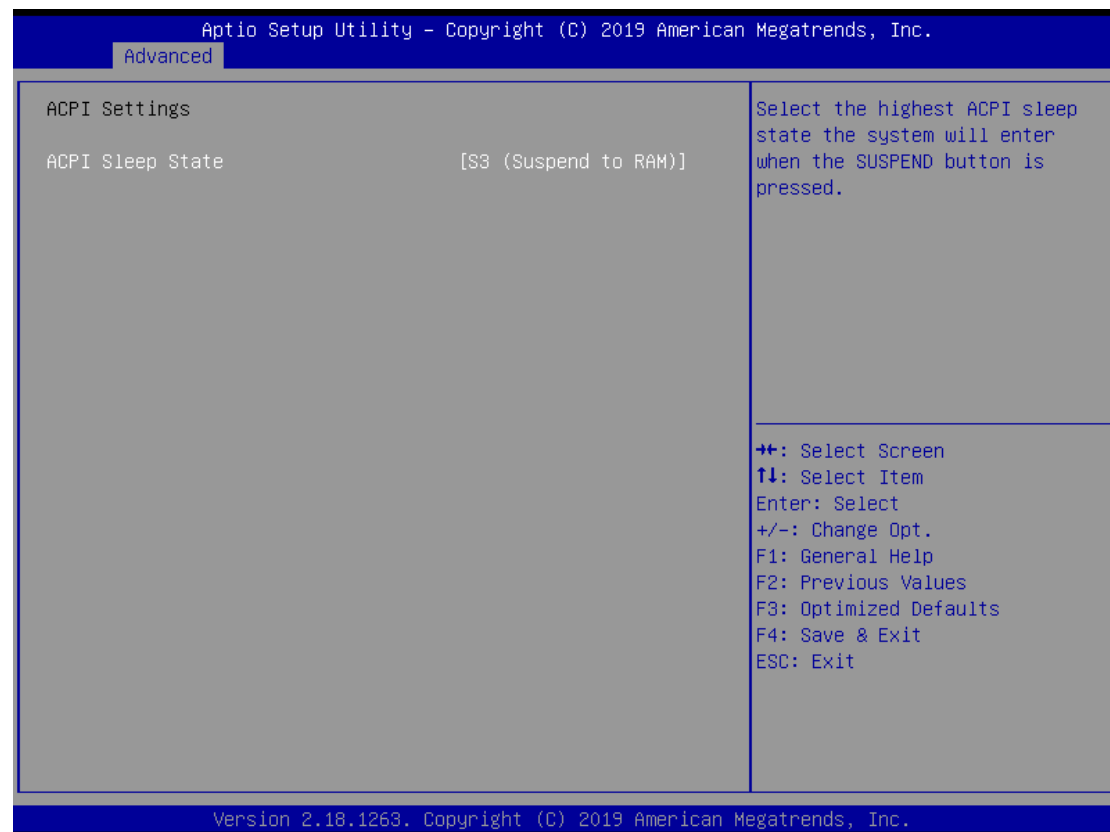 Aptio Setup Utility – Copyright (C) 2019 American Megatrends, Inc.
Advanced
ACPI Settings
ACPI Sleep State [S3 (Suspend to RAM)]
Select the highest ACPI sleep
state the system will enter
when the SUSPEND button is
pressed.
→←: Select Screen
↑↓: Select Item
Enter: Select
+/-: Change Opt.
F1: General Help
F2: Previous Values
F3: Optimized Defaults
F4: Save & Exit
ESC: Exit
Version 2.18.1263. Copyright (C) 2019 American Megatrends, Inc.